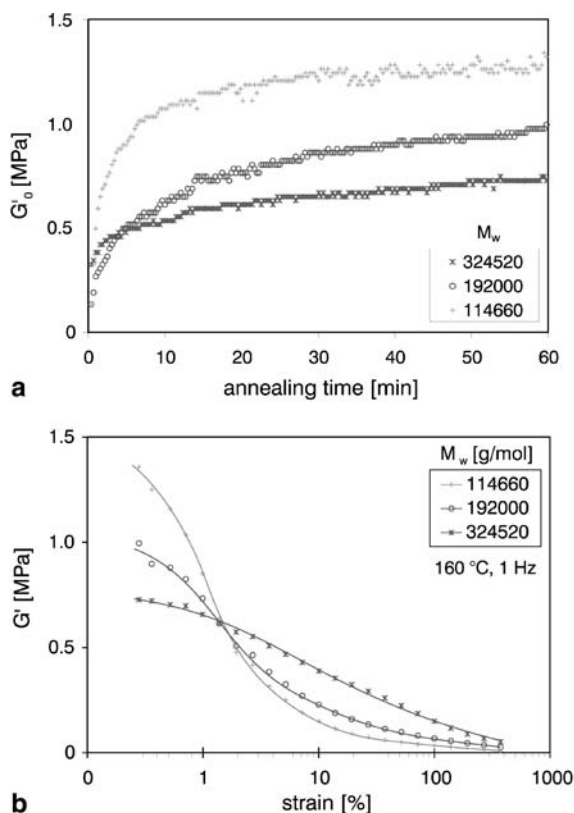 1.5
1.0
0.5
0
G'₀ [MPa]
Mw
324520
192000
114660
0 10 20 30 40 50 60
annealing time [min]
a
1.5
1.0
0.5
0
G' [MPa]
Mw [g/mol]
114660
192000
324520
160 °C, 1 Hz
0 1 10 100 1000
strain [%]
b